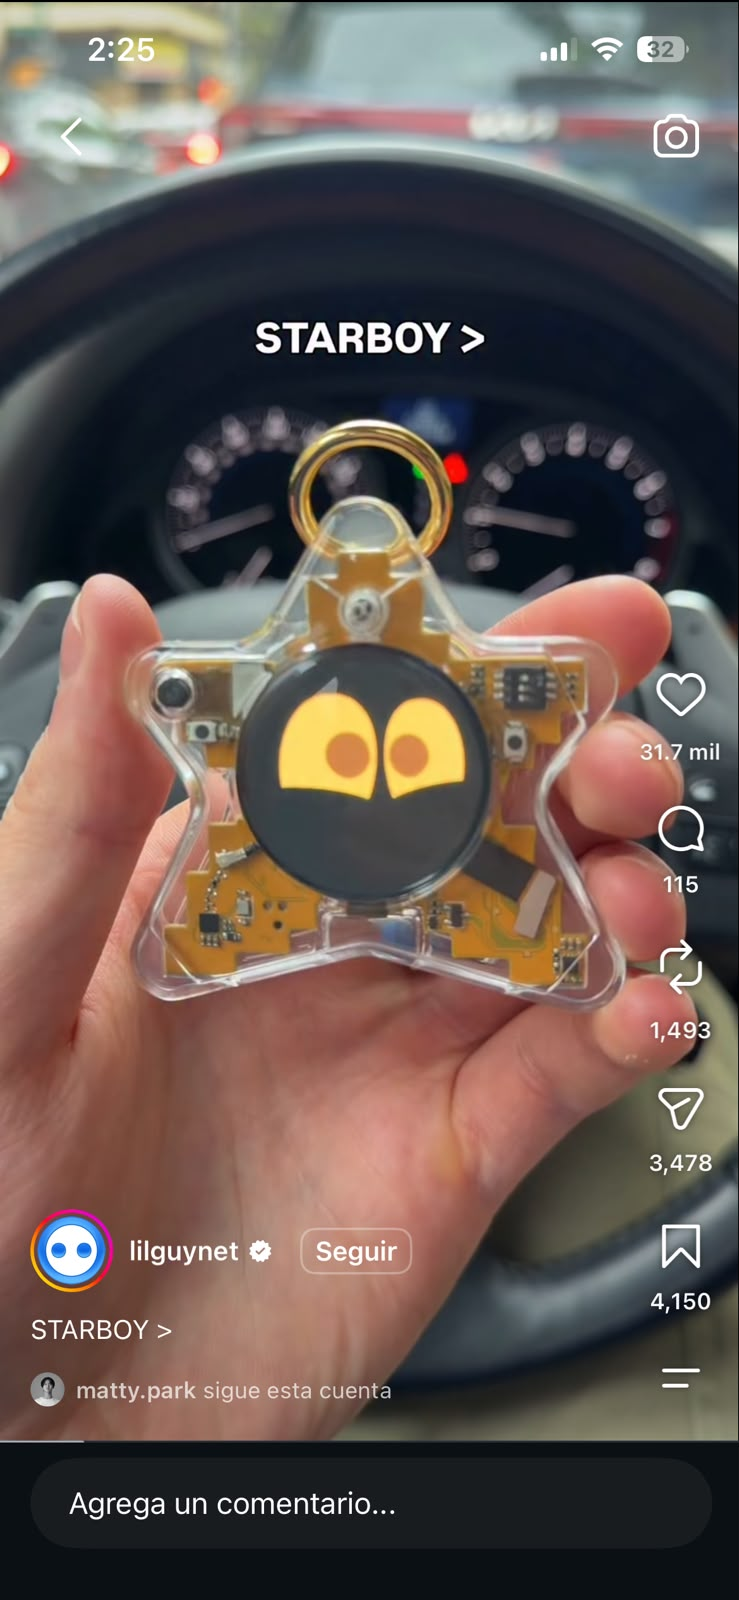 2:25
32
STARBOY >
31.7 mil
115
1,493
3,478
lilguynet
Seguir
4,150
STARBOY >
matty.park sigue esta cuenta
Agrega un comentario...